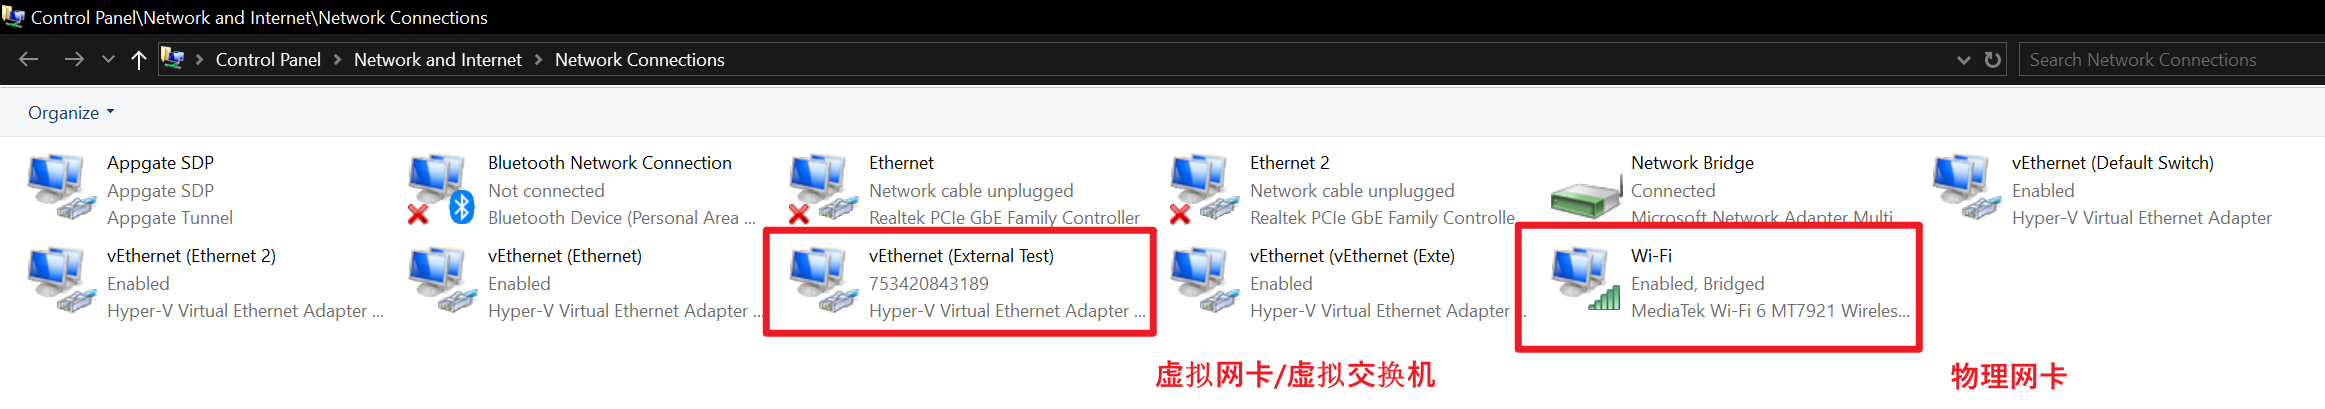 Control Panel\Network and Internet\Network Connections
Control Panel > Network and Internet > Network Connections
Search Network Connections
Organize
Appgate SDP
Appgate SDP
Appgate Tunnel
Bluetooth Network Connection
Not connected
Bluetooth Device (Personal Area ...
Ethernet
Network cable unplugged
Realtek PCIe GbE Family Controller
Ethernet 2
Network cable unplugged
Realtek PCIe GbE Family Controlle...
Network Bridge
Connected
Microsoft Network Adapter Multi...
vEthernet (Default Switch)
Enabled
Hyper-V Virtual Ethernet Adapter
vEthernet (Ethernet 2)
Enabled
Hyper-V Virtual Ethernet Adapter ...
vEthernet (Ethernet)
Enabled
Hyper-V Virtual Ethernet Adapter ...
vEthernet (External Test)
753420843189
Hyper-V Virtual Ethernet Adapter ...
vEthernet (vEthernet (Exte)
Enabled
Hyper-V Virtual Ethernet Adapter ...
Wi-Fi
Enabled, Bridged
MediaTek Wi-Fi 6 MT7921 Wireles...
虚拟网卡/虚拟交换机
物理网卡